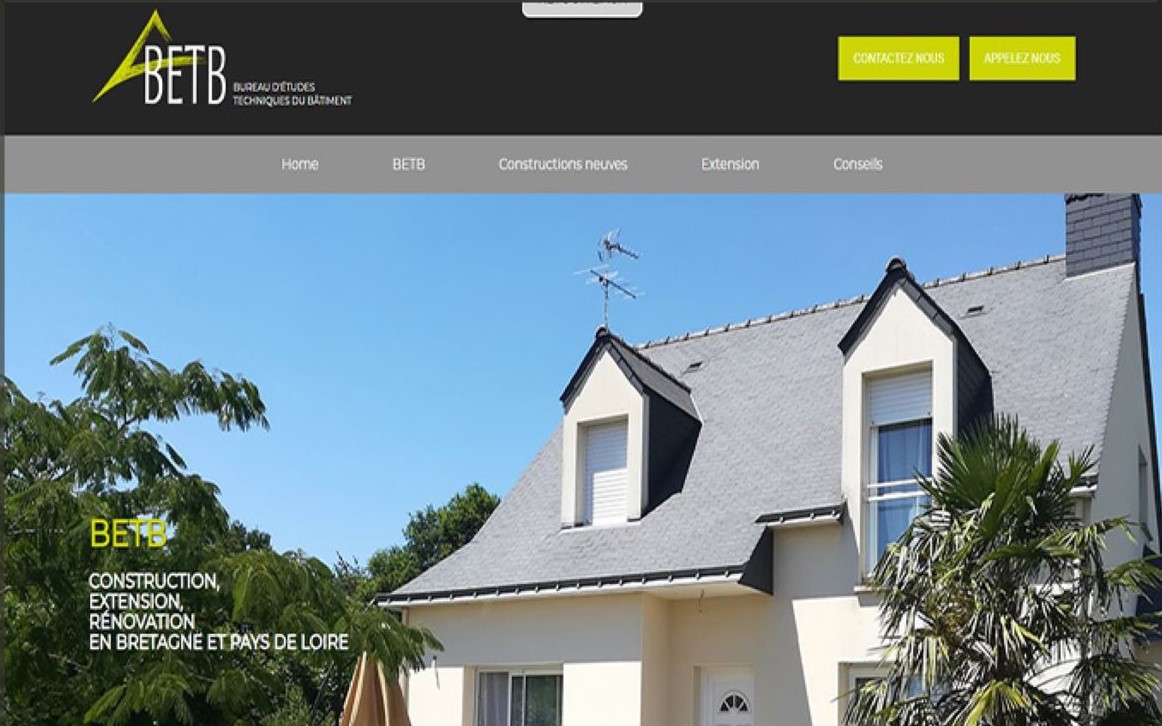 BETB
BUREAU D'ÉTUDES
TECHNIQUES DU BÂTIMENT
CONTACTEZ NOUS
APPELEZ NOUS
Home
BETB
Constructions neuves
Extension
Conseils
BETB
CONSTRUCTION,
EXTENSION,
RÉNOVATION
EN BRETAGNE ET PAYS DE LOIRE